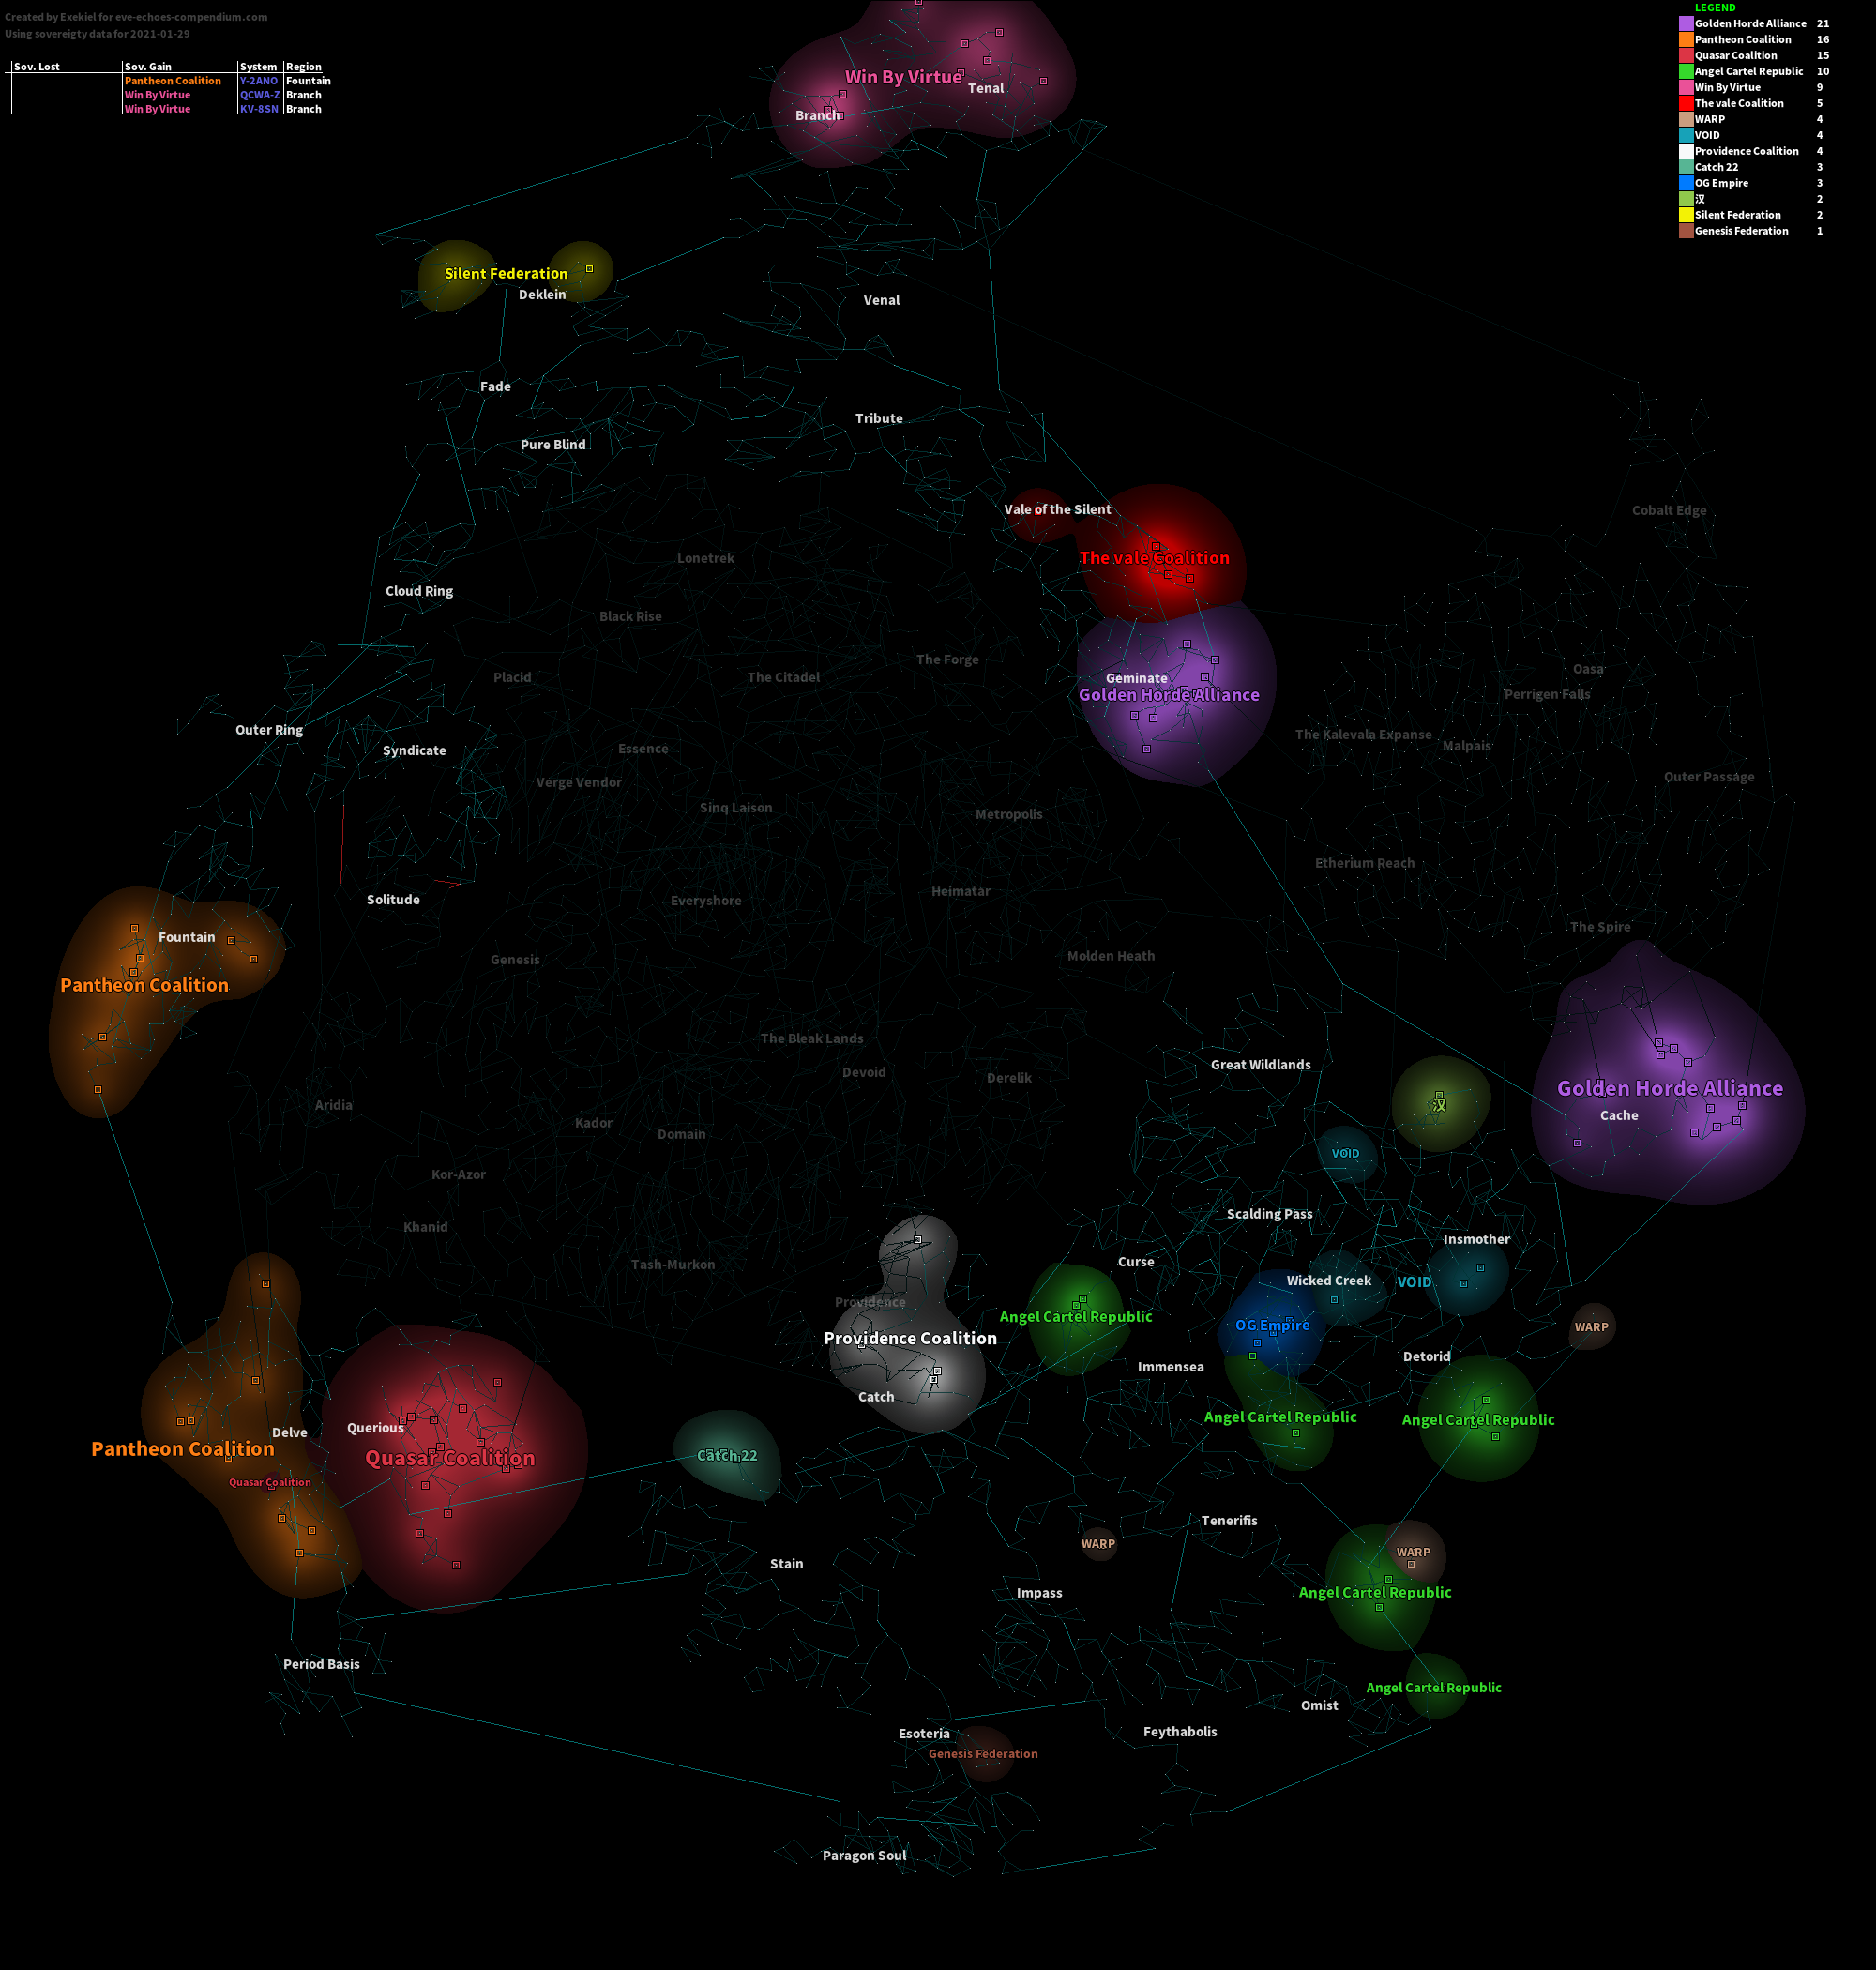 Created by Exekiel for eve-echoes-compendium.com
Using sovereigty data for 2021-01-29
Sov. Lost Sov. Gain System Region
Pantheon Coalition Y-2ANO Fountain
Win By Virtue QCWA-Z Branch
Win By Virtue KV-8SN Branch
LEGEND
Golden Horde Alliance 21
Pantheon Coalition 16
Quasar Coalition 15
Angel Cartel Republic 10
Win By Virtue 9
The vale Coalition 5
WARP 4
VOID 4
Providence Coalition 4
Catch 22 3
OG Empire 3
汉 2
Silent Federation 2
Genesis Federation 1
Win By Virtue
Tenal
Branch
Silent Federation
Deklein
Venal
Fade
Tribute
Pure Blind
Vale of the Silent
Cobalt Edge
Lonetrek
The vale Coalition
Cloud Ring
Black Rise
The Forge
Oasa
Placid
The Citadel
Geminate
Golden Horde Alliance
Perrigen Falls
Outer Ring
The Kalevala Expanse
Malpais
Syndicate
Essence
Outer Passage
Verge Vendor
Sinq Laison
Metropolis
Etherium Reach
Heimatar
Solitude
Everyshore
The Spire
Fountain
Molden Heath
Genesis
Pantheon Coalition
The Bleak Lands
Great Wildlands
Devoid
Derelik
Golden Horde Alliance
Aridia
汉
Cache
Kador
Domain
VOID
Kor-Azor
Scalding Pass
Khanid
Insmother
Tash-Murkon
Curse
Wicked Creek
VOID
Providence
Angel Cartel Republic
OG Empire
WARP
Providence Coalition
Detorid
Immensea
Catch
Angel Cartel Republic
Angel Cartel Republic
Querious
Delve
Pantheon Coalition
Quasar Coalition
Catch 22
Quasar Coalition
Tenerifis
WARP
WARP
Stain
Impass
Angel Cartel Republic
Period Basis
Angel Cartel Republic
Omist
Esoteria
Feythabolis
Genesis Federation
Paragon Soul